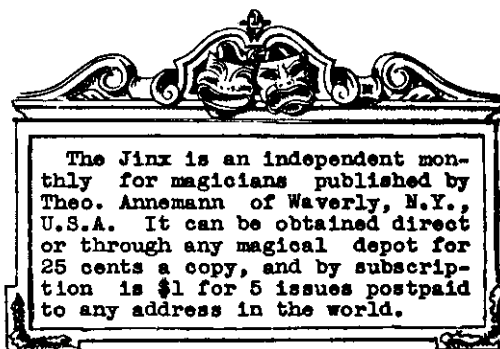 The Jinx is an independent mon-
thly for magicians published by
Theo. Annemann of Waverly, N.Y.,
U.S.A. It can be obtained direct
or through any magical depot for
25 cents a copy, and by subscrip-
tion is $1 for 5 issues postpaid
to any address in the world.